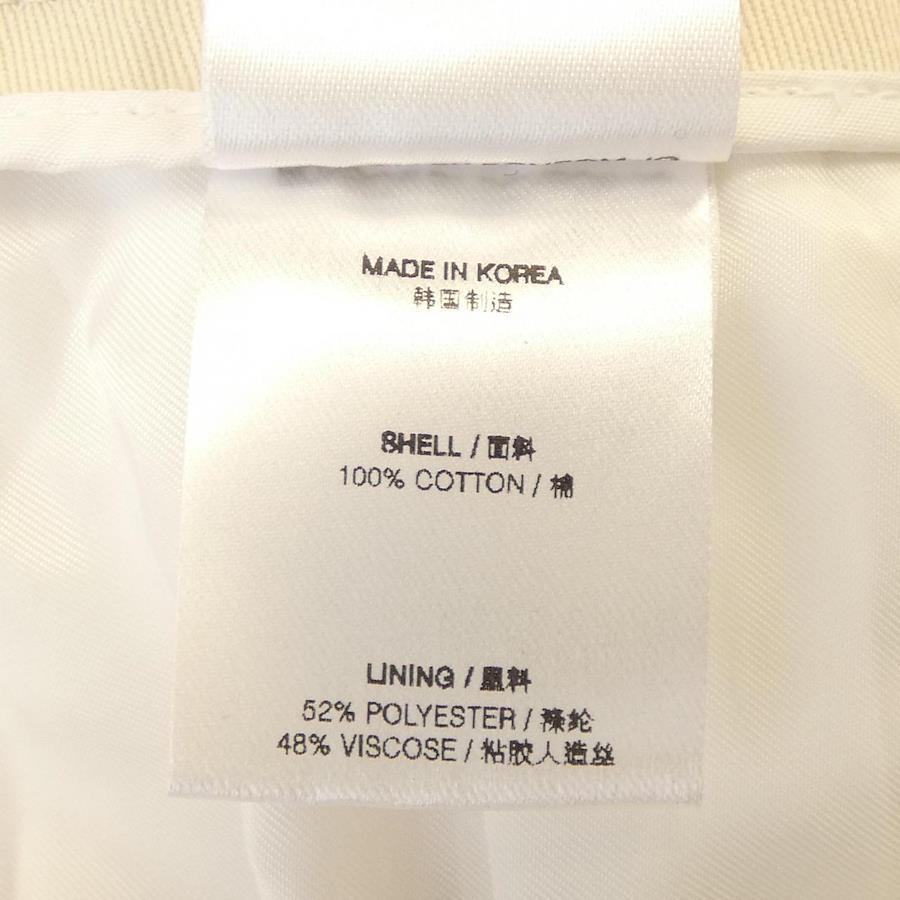 MADE IN KOREA
韩国制造
SHELL / 面料
100% COTTON / 棉
LINING / 里料
52% POLYESTER / 涤纶
48% VISCOSE / 粘胶人造丝